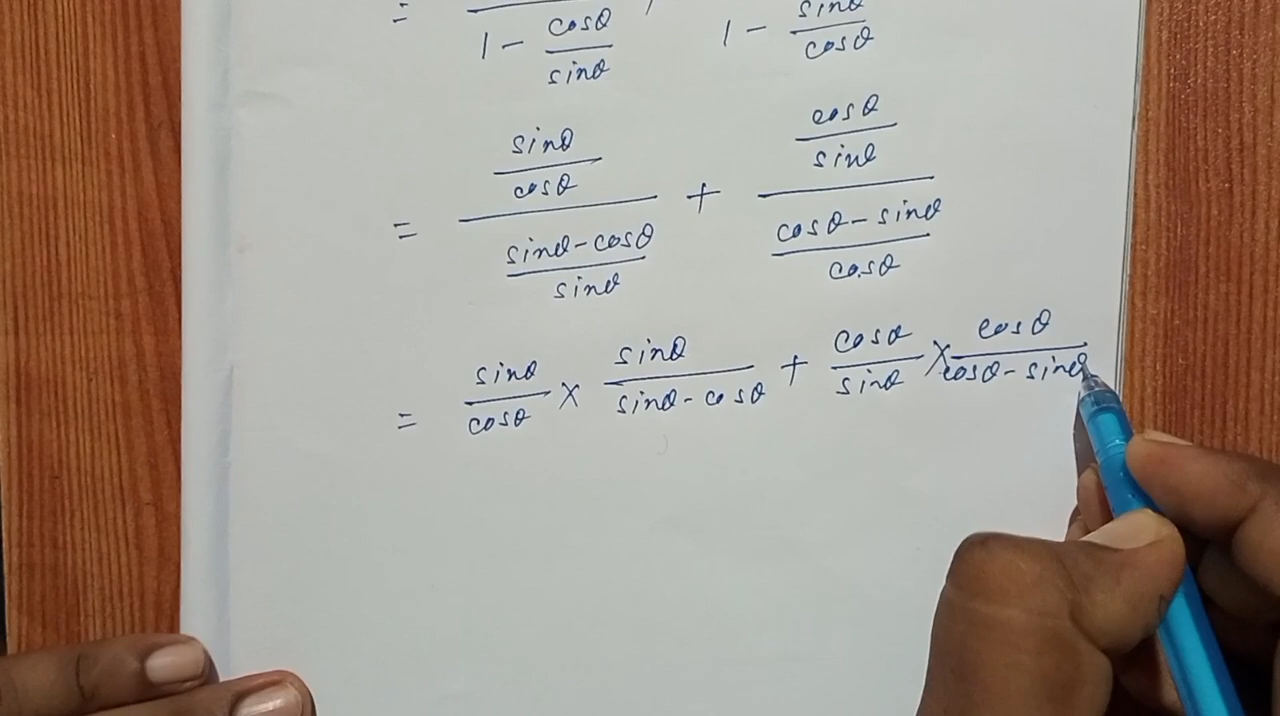 = / (1 - cosθ/sinθ) , / (1 - sinθ/cosθ)
= (sinθ/cosθ) / ((sinθ - cosθ)/sinθ) + (cosθ/sinθ) / ((cosθ - sinθ)/cosθ)
= sinθ/cosθ × sinθ/(sinθ - cosθ) + cosθ/sinθ × cosθ/(cosθ - sinθ)